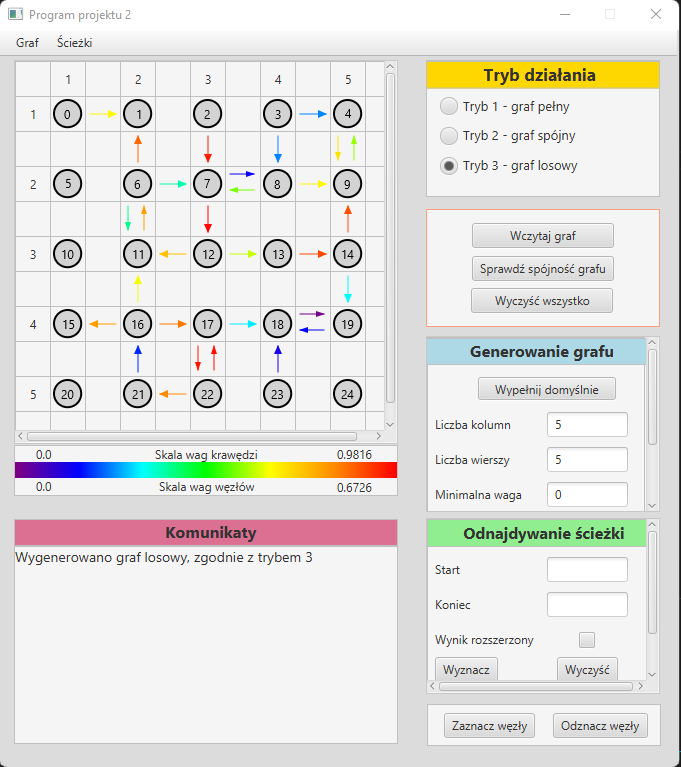 Program projektu 2
Graf Ścieżki
1 2 3 4 5
1 0 1 2 3 4
2 5 6 7 8 9
3 10 11 12 13 14
4 15 16 17 18 19
5 20 21 22 23 24
0.0 Skala wag krawędzi 0.9816
0.0 Skala wag węzłów 0.6726
Komunikaty
Wygenerowano graf losowy, zgodnie z trybem 3
Tryb działania
Tryb 1 - graf pełny
Tryb 2 - graf spójny
Tryb 3 - graf losowy
Wczytaj graf
Sprawdź spójność grafu
Wyczyść wszystko
Generowanie grafu
Wypełnij domyślnie
Liczba kolumn 5
Liczba wierszy 5
Minimalna waga 0
Odnajdywanie ścieżki
Start
Koniec
Wynik rozszerzony
Wyznacz Wyczyść
Zaznacz węzły Odznacz węzły